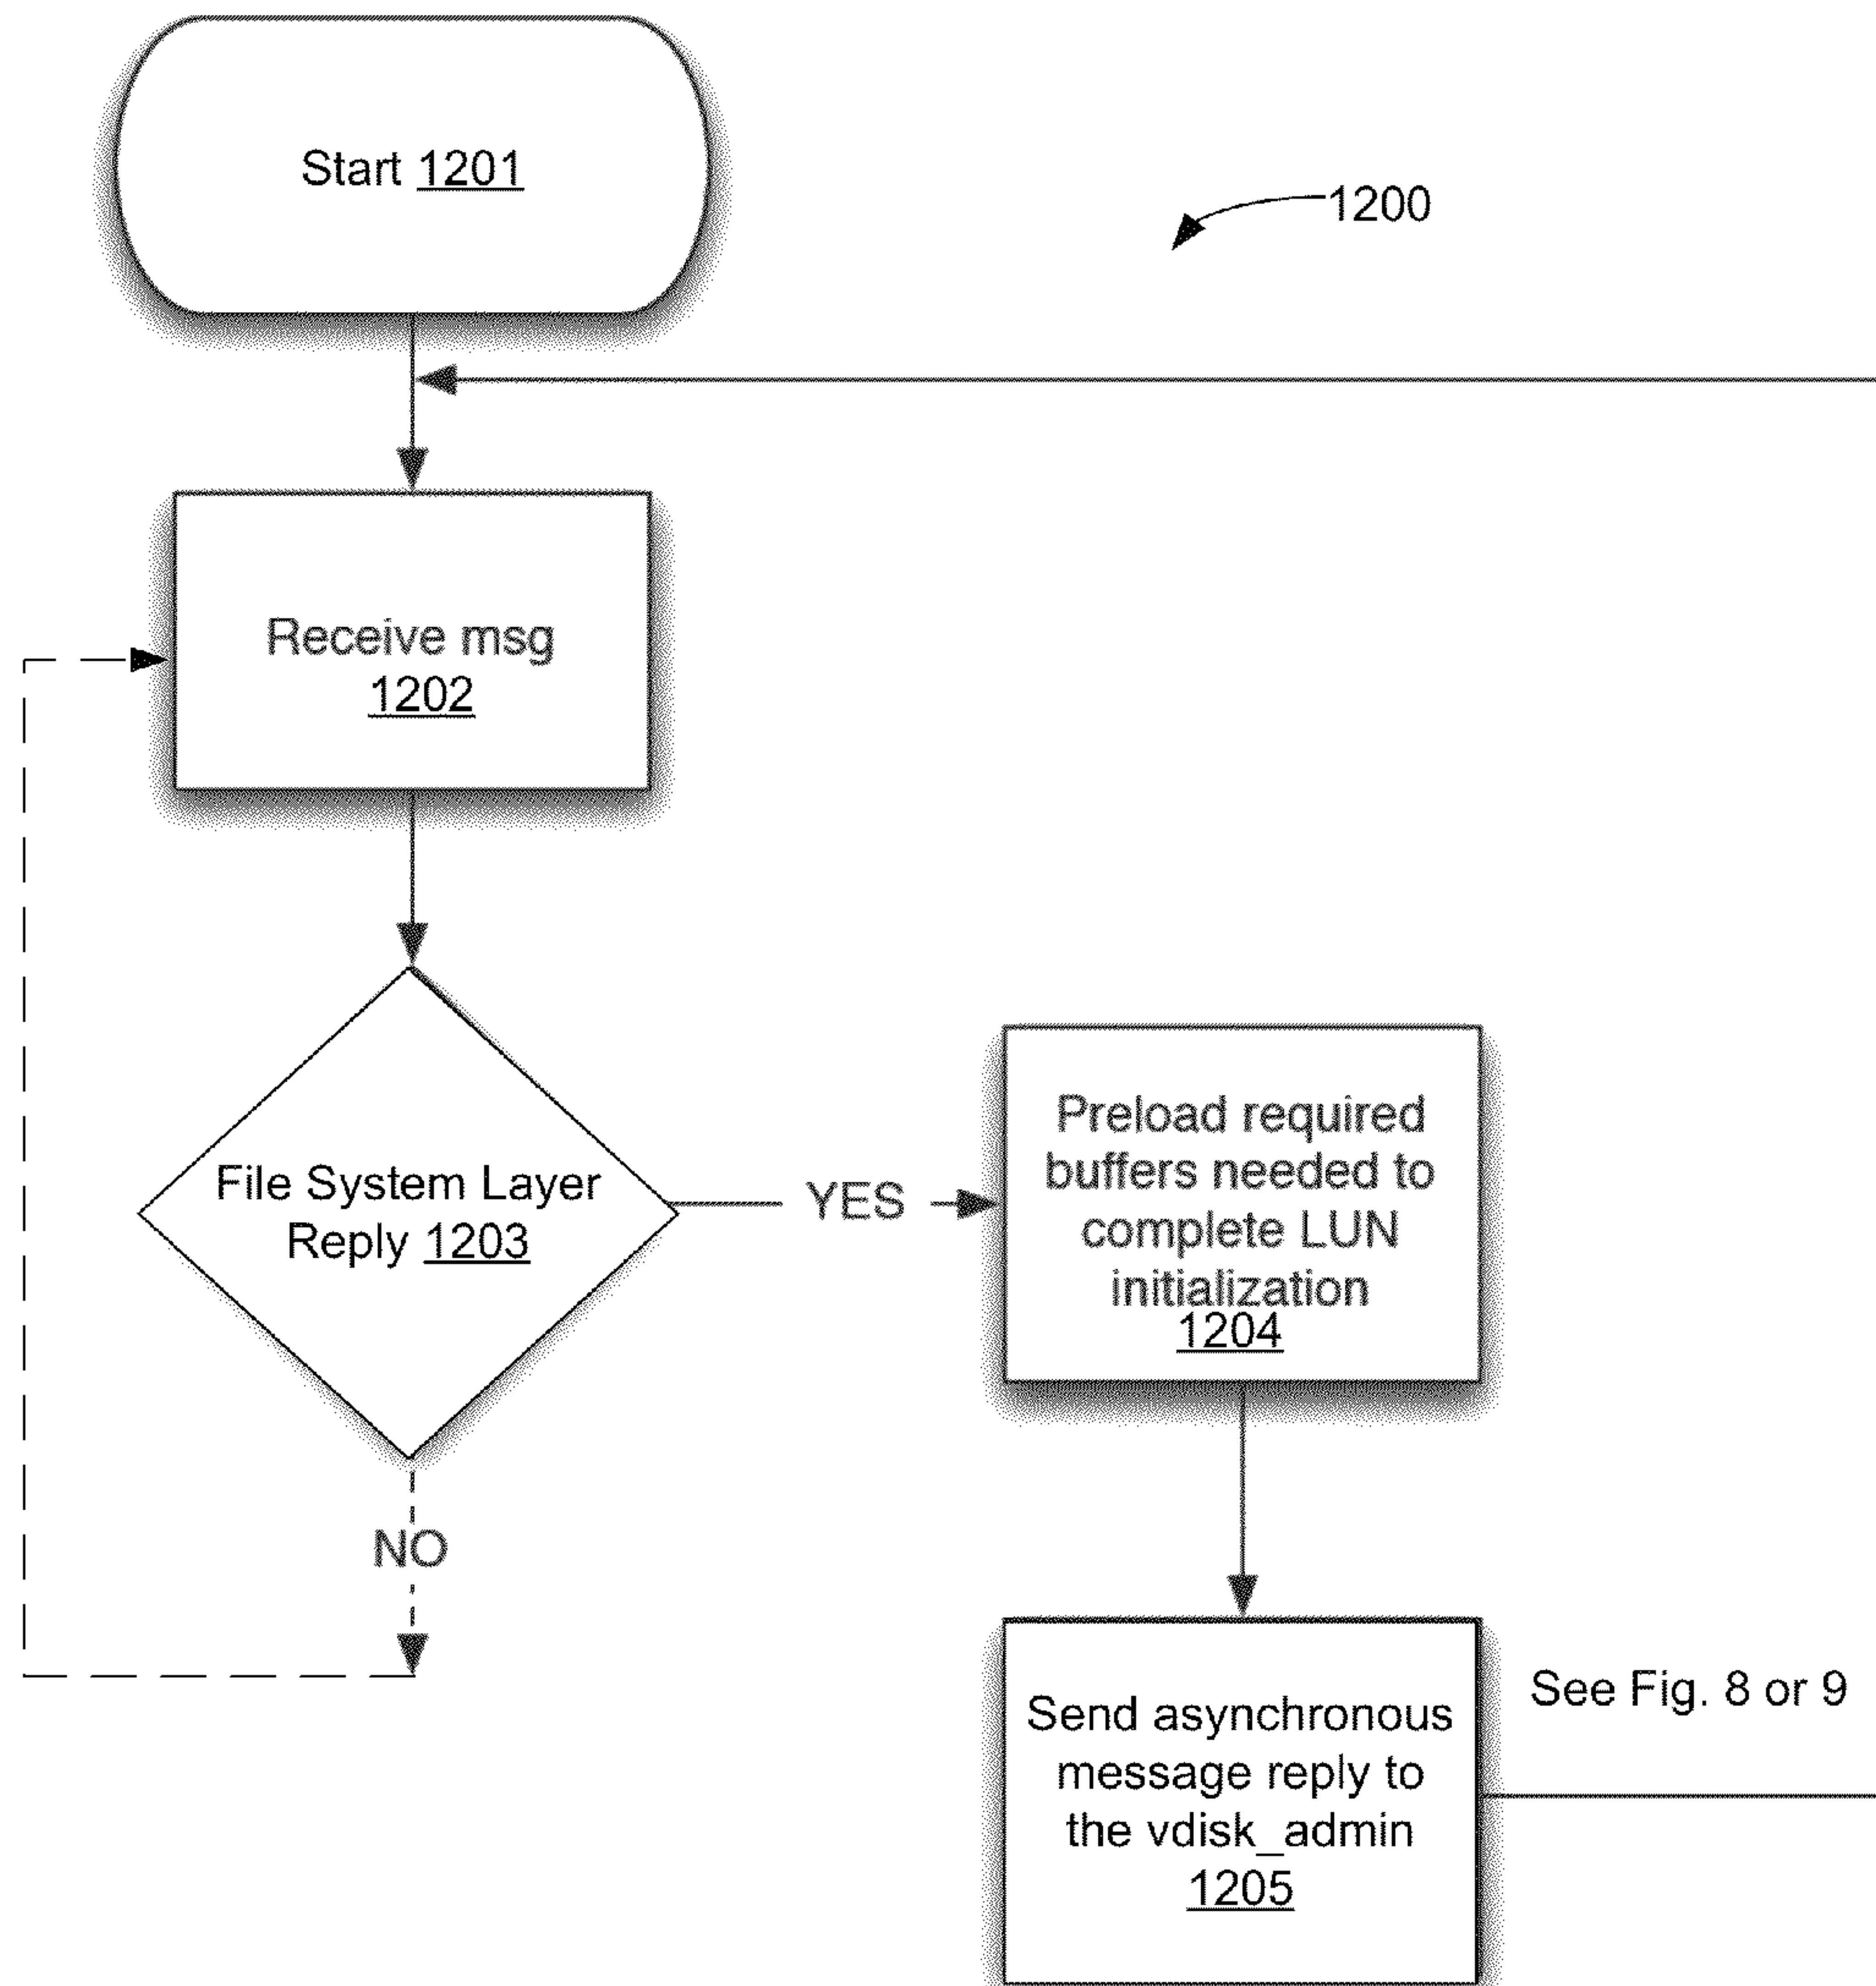 Start 1201
1200
Receive msg
1202
File System Layer
Reply 1203
YES
NO
Preload required
buffers needed to
complete LUN
initialization
1204
Send asynchronous
message reply to
the vdisk_admin
1205
See Fig. 8 or 9